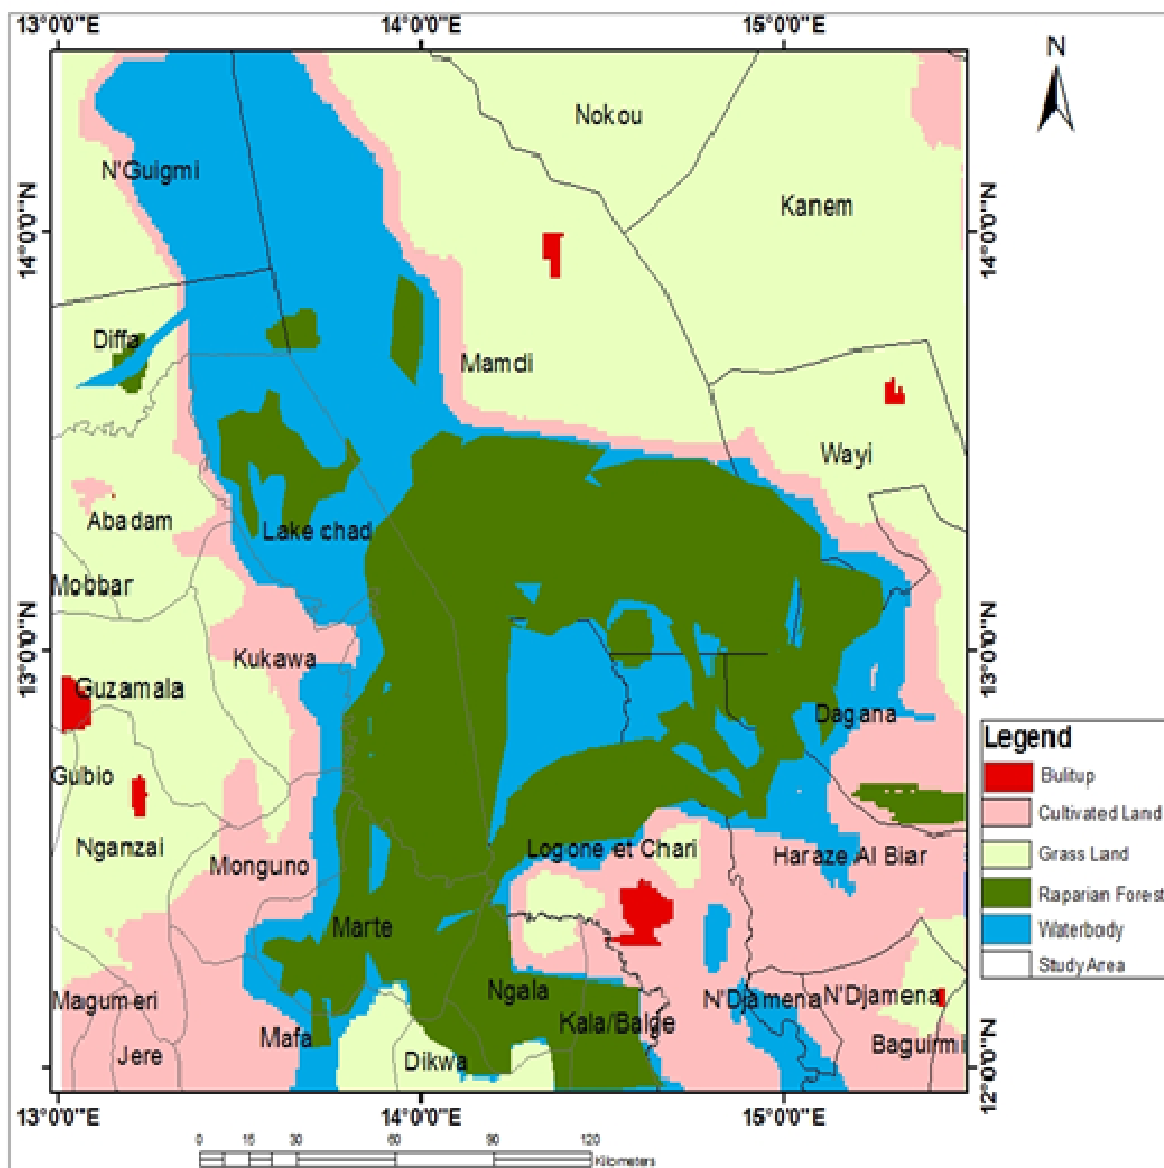 13°0'0"E 14°0'0"E 15°0'0"E
N
Nokou
N'Guigmi
Kanem
14°0'0"N 14°0'0"N
Diffa
Mamdi
Wayi
Abadam
Lake chad
Mobbar
13°0'0"N 13°0'0"N
Kukawa
Guzamala
Dagana
Legend
Gubio
Bulitup
Cultivated Land
Nganzai
Logone et Chari
Haraze Al Biar
Grass Land
Monguno
Raparian Forest
Marte
Waterbody
Study Area
Magumeri
Ngala
N'Djamena N'Djamena
Kala/Balge
Mafa
Baguirmi
Jere
Dikwa
12°0'0"N
13°0'0"E 14°0'0"E 15°0'0"E
0 15 30 60 90 120
Kilometers